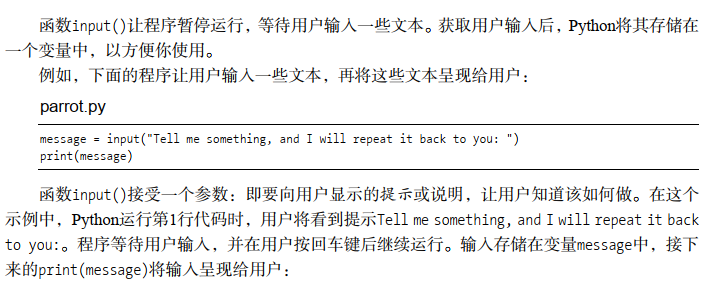 函数input()让程序暂停运行，等待用户输入一些文本。获取用户输入后，Python将其存储在
一个变量中，以方便你使用。
例如，下面的程序让用户输入一些文本，再将这些文本呈现给用户：
parrot.py
message = input("Tell me something, and I will repeat it back to you: ")
print(message)
函数input()接受一个参数：即要向用户显示的提示或说明，让用户知道该如何做。在这个
示例中，Python运行第1行代码时，用户将看到提示Tell me something, and I will repeat it back
to you:。程序等待用户输入，并在用户按回车键后继续运行。输入存储在变量message中，接下
来的print(message)将输入呈现给用户：